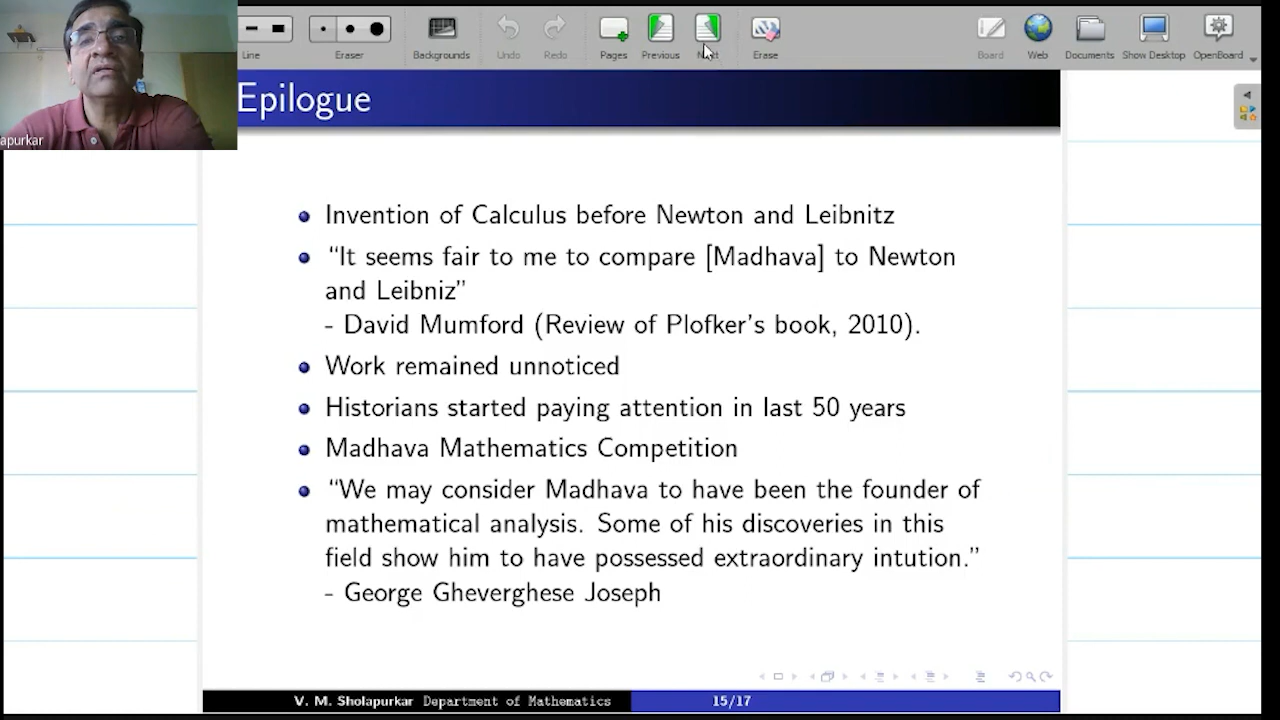 Line
Eraser
Backgrounds
Undo
Redo
Pages
Previous
Erase
Board
Web
Documents
Show Desktop
OpenBoard
apurkar
Epilogue
Invention of Calculus before Newton and Leibnitz
“It seems fair to me to compare [Madhava] to Newton
and Leibniz”
- David Mumford (Review of Plofker's book, 2010).
Work remained unnoticed
Historians started paying attention in last 50 years
Madhava Mathematics Competition
“We may consider Madhava to have been the founder of
mathematical analysis. Some of his discoveries in this
field show him to have possessed extraordinary intution.”
- George Gheverghese Joseph
V. M. Sholapurkar Department of Mathematics
15/17